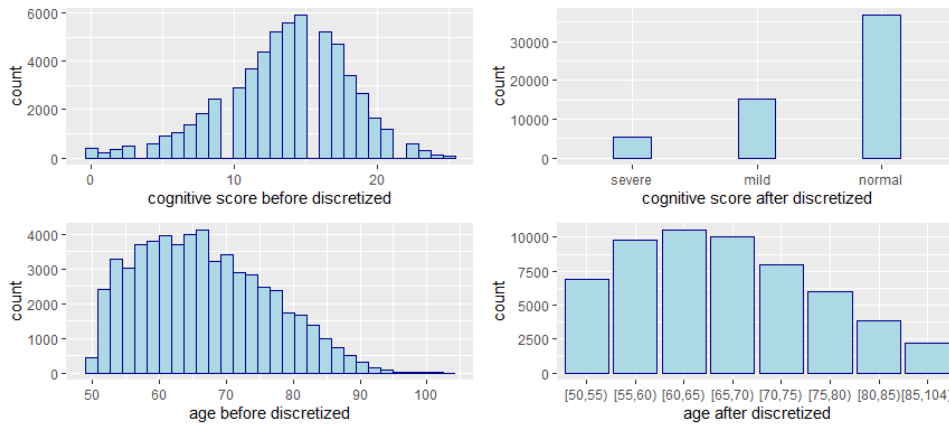 6000
4000
2000
0
count
0 10 20
cognitive score before discretized
30000
20000
10000
0
count
severe mild normal
cognitive score after discretized
4000
3000
2000
1000
0
count
50 60 70 80 90 100
age before discretized
10000
7500
5000
2500
0
count
[50,55) [55,60) [60,65) [65,70) [70,75) [75,80) [80,85) [85,104)
age after discretized